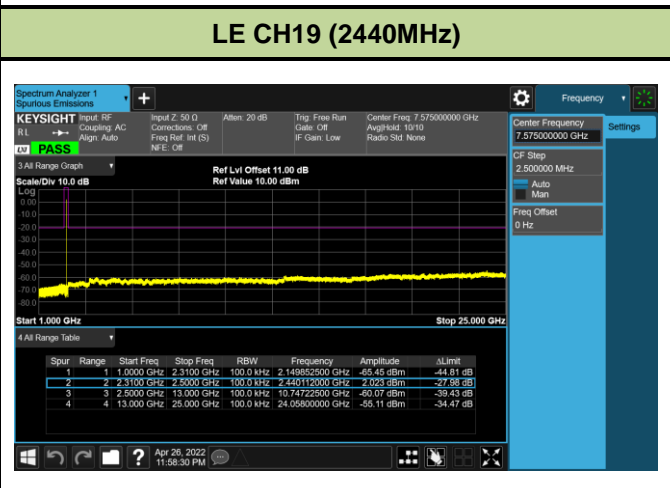 LE CH19 (2440MHz)
Spectrum Analyzer 1
Spurious Emissions
Frequency
KEYSIGHT Input: RF Input Z: 50 Ω Atten: 20 dB Trig: Free Run Center Freq: 7.575000000 GHz
RL Coupling: AC Corrections: Off Gate: Off Avg|Hold: 10/10
Align: Auto Freq Ref: Int (S) IF Gain: Low Radio Std: None
LXI PASS NFE: Off
Center Frequency
7.575000000 GHz
Settings
CF Step
2.500000 MHz
Auto
Man
Freq Offset
0 Hz
3 All Range Graph
Ref Lvl Offset 11.00 dB
Scale/Div 10.0 dB Ref Value 10.00 dBm
Log
0.00
-10.0
-20.0
-30.0
-40.0
-50.0
-60.0
-70.0
-80.0
Start 1.000 GHz Stop 25.000 GHz
4 All Range Table
Spur Range Start Freq Stop Freq RBW Frequency Amplitude ΔLimit
1 1 1.0000 GHz 2.3100 GHz 100.0 kHz 2.149852500 GHz -65.45 dBm -44.81 dB
2 2 2.3100 GHz 2.5000 GHz 100.0 kHz 2.440112000 GHz 2.023 dBm -27.98 dB
3 3 2.5000 GHz 13.000 GHz 100.0 kHz 10.74722500 GHz -60.07 dBm -39.43 dB
4 4 13.000 GHz 25.000 GHz 100.0 kHz 24.05800000 GHz -55.11 dBm -34.47 dB
? Apr 26, 2022
11:58:30 PM